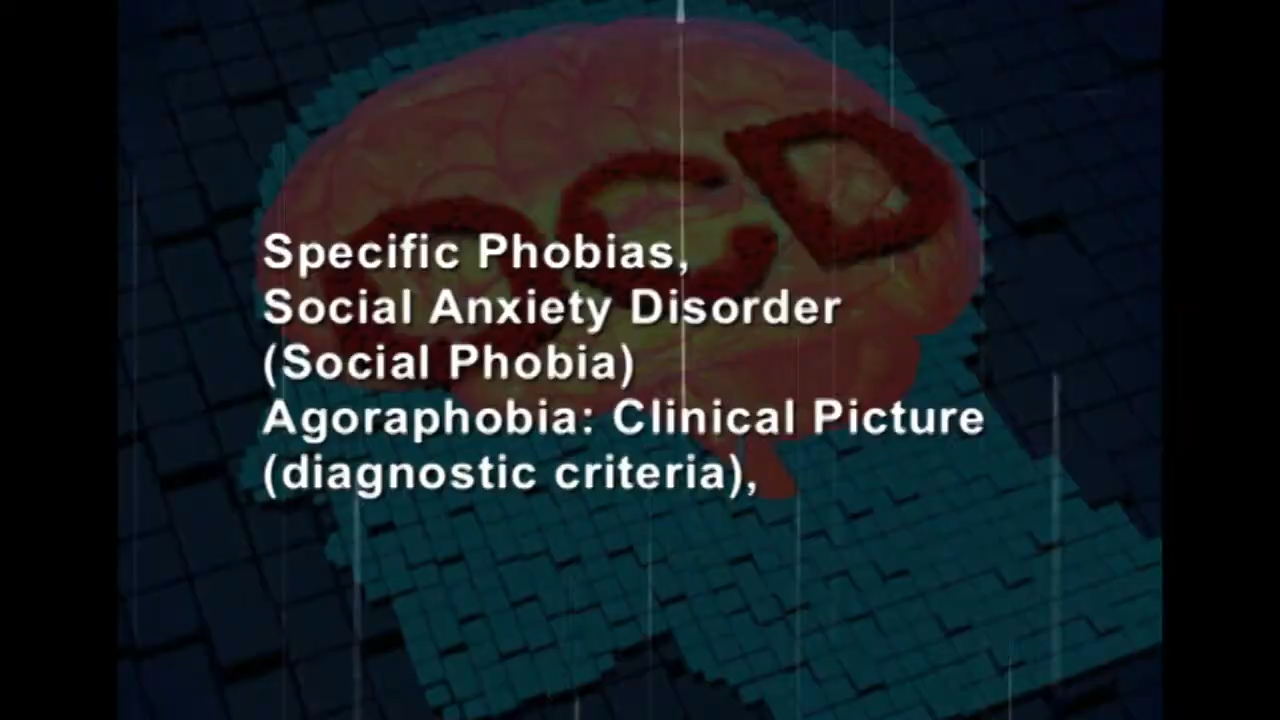 OCD
Specific Phobias,
Social Anxiety Disorder
(Social Phobia)
Agoraphobia: Clinical Picture
(diagnostic criteria),